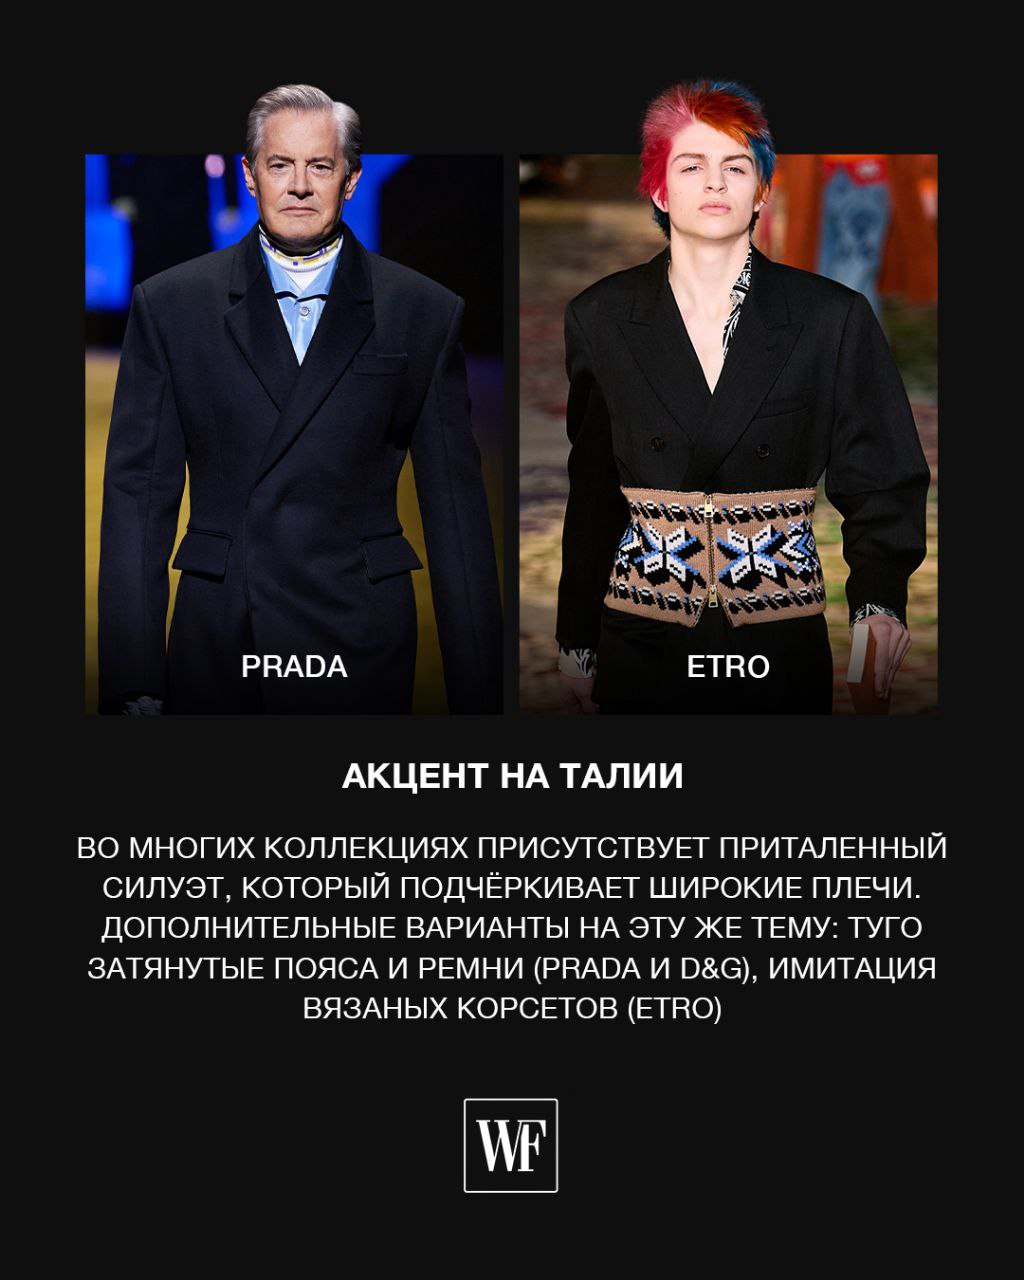 PRADA
ETRO
АКЦЕНТ НА ТАЛИИ
ВО МНОГИХ КОЛЛЕКЦИЯХ ПРИСУТСТВУЕТ ПРИТАЛЕННЫЙ
СИЛУЭТ, КОТОРЫЙ ПОДЧЁРКИВАЕТ ШИРОКИЕ ПЛЕЧИ.
ДОПОЛНИТЕЛЬНЫЕ ВАРИАНТЫ НА ЭТУ ЖЕ ТЕМУ: ТУГО
ЗАТЯНУТЫЕ ПОЯСА И РЕМНИ (PRADA И D&G), ИМИТАЦИЯ
ВЯЗАНЫХ КОРСЕТОВ (ETRO)
WF